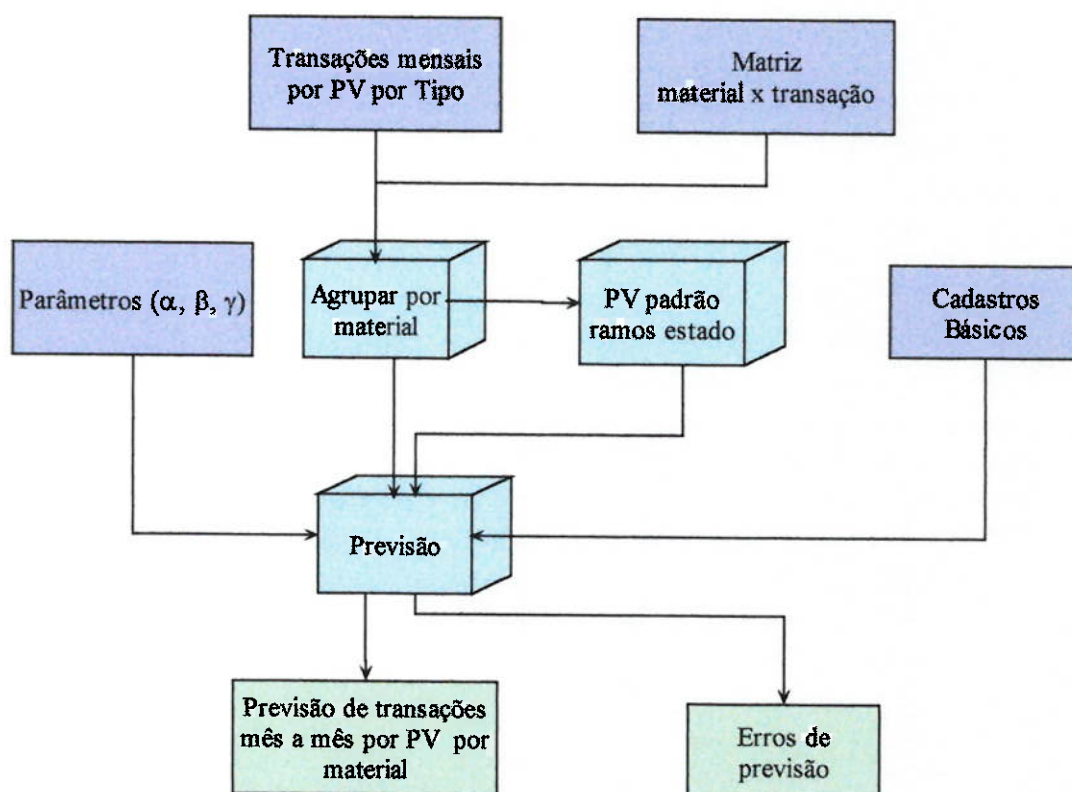 Transações mensais
por PV por Tipo
Matriz
material x transação
Parâmetros (α, β, γ)
Agrupar por
material
PV padrão
ramos estado
Cadastros
Básicos
Previsão
Previsão de transações
mês a mês por PV por
material
Erros de
previsão